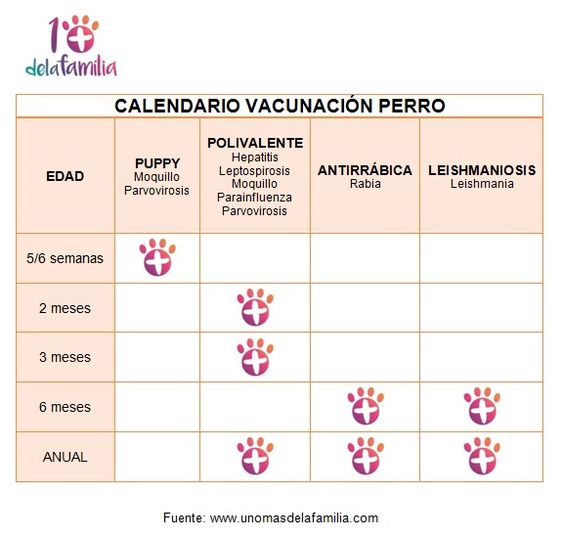 1
delafamilia
CALENDARIO VACUNACIÓN PERRO
EDAD
PUPPY
Moquillo
Parvovirosis
POLIVALENTE
Hepatitis
Leptospirosis
Moquillo
Parainfluenza
Parvovirosis
ANTIRRÁBICA
Rabia
LEISHMANIOSIS
Leishmania
5/6 semanas
2 meses
3 meses
6 meses
ANUAL
Fuente: www.unomasdelafamilia.com